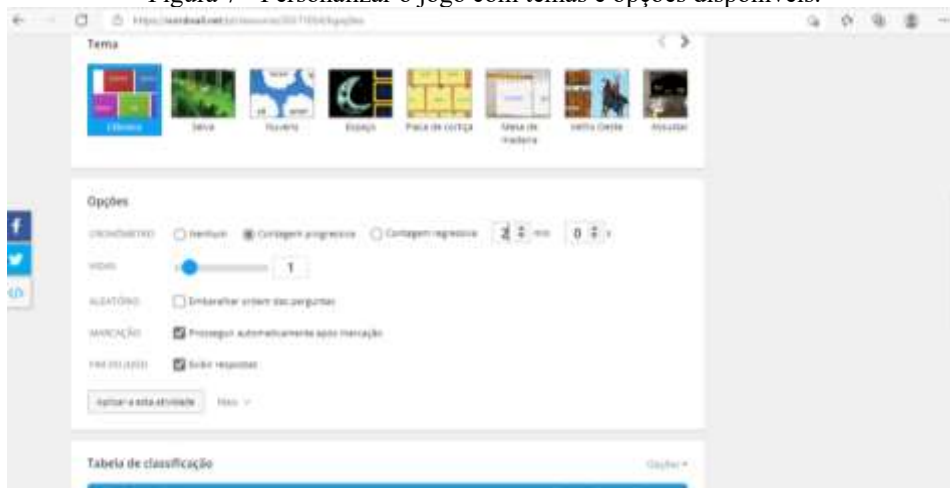 Figura 7 - Personalizar o jogo com temas e opções disponíveis.
Tema
Clássico Selva Nuvens Espaço Placa de cortiça Mesa de madeira Velho Oeste Assustar
Opções
CRONÔMETRO Nenhum Contagem progressiva Contagem regressiva 2 min 0 s
VIDAS 1
ALEATÓRIO Embaralhar ordem das perguntas
MARCAÇÃO Prosseguir automaticamente após marcação
FIM DO JOGO Exibir respostas
Aplicar a esta atividade Mais
Tabela de classificação Opções